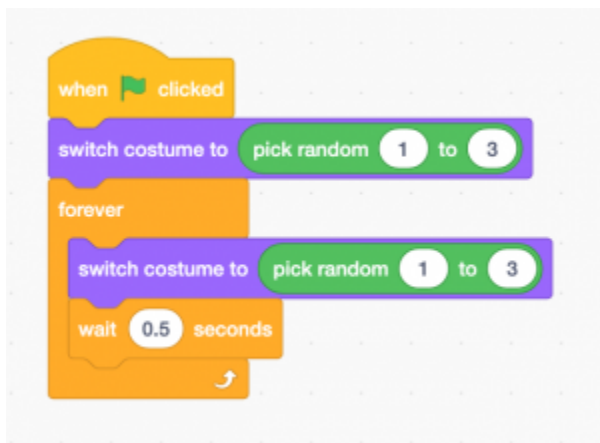 when clicked
switch costume to pick random 1 to 3
forever
switch costume to pick random 1 to 3
wait 0.5 seconds